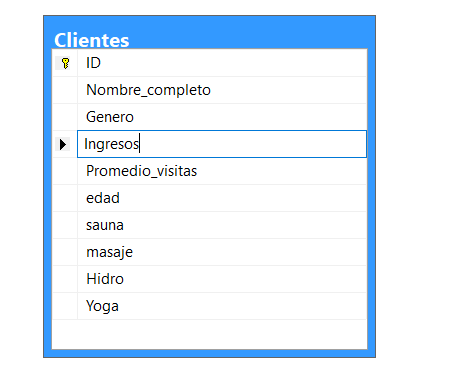 Clientes
ID
Nombre_completo
Genero
Ingresos
Promedio_visitas
edad
sauna
masaje
Hidro
Yoga